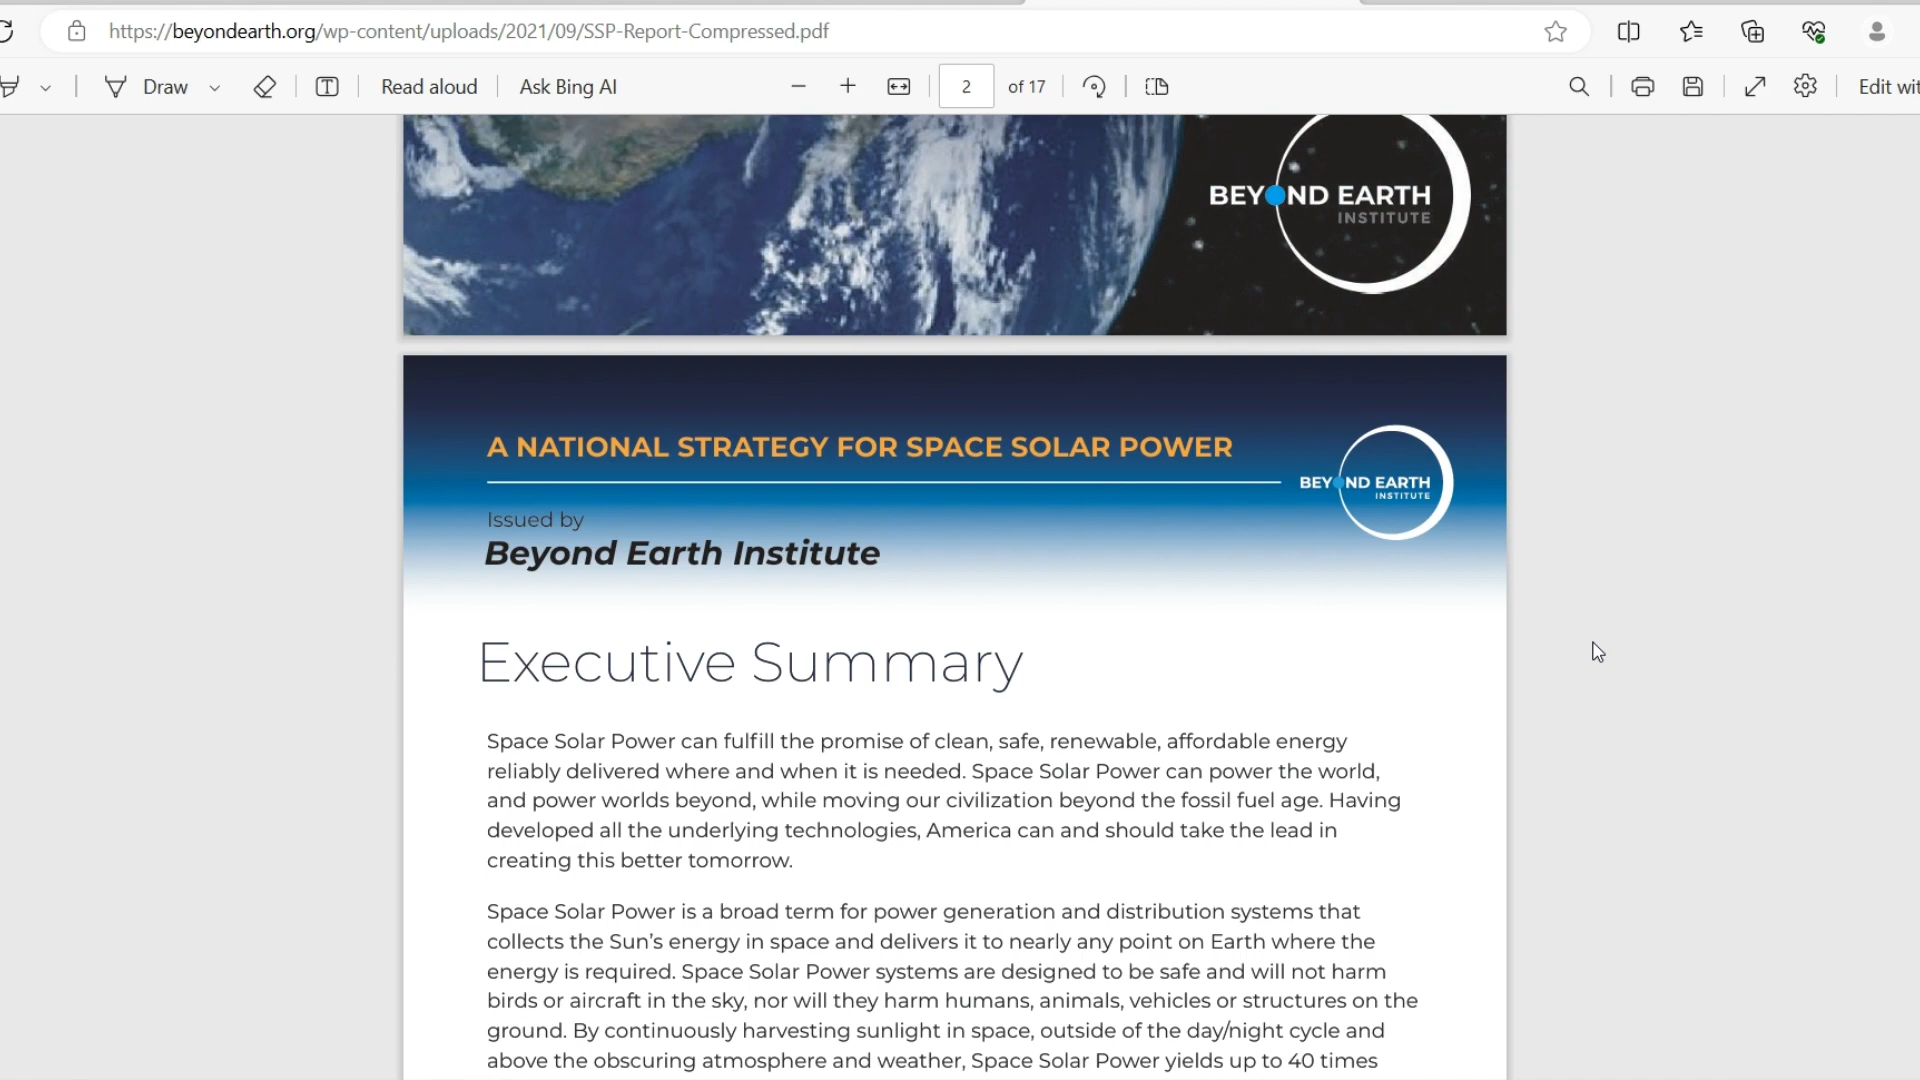 https://beyondearth.org/wp-content/uploads/2021/09/SSP-Report-Compressed.pdf
Draw
Read aloud
Ask Bing AI
2
of 17
Edit wit
BEYOND EARTH
INSTITUTE
A NATIONAL STRATEGY FOR SPACE SOLAR POWER
BEYOND EARTH
INSTITUTE
Issued by
Beyond Earth Institute
Executive Summary
Space Solar Power can fulfill the promise of clean, safe, renewable, affordable energy
reliably delivered where and when it is needed. Space Solar Power can power the world,
and power worlds beyond, while moving our civilization beyond the fossil fuel age. Having
developed all the underlying technologies, America can and should take the lead in
creating this better tomorrow.
Space Solar Power is a broad term for power generation and distribution systems that
collects the Sun’s energy in space and delivers it to nearly any point on Earth where the
energy is required. Space Solar Power systems are designed to be safe and will not harm
birds or aircraft in the sky, nor will they harm humans, animals, vehicles or structures on the
ground. By continuously harvesting sunlight in space, outside of the day/night cycle and
above the obscuring atmosphere and weather, Space Solar Power yields up to 40 times